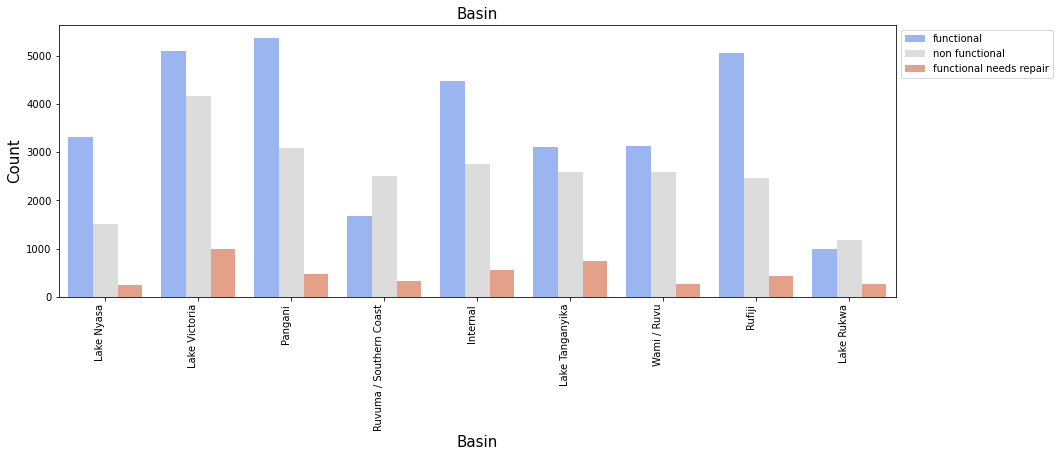 Basin
functional
non functional
functional needs repair
Count
5000
4000
3000
2000
1000
0
Lake Nyasa
Lake Victoria
Pangani
Ruvuma / Southern Coast
Internal
Lake Tanganyika
Wami / Ruvu
Rufiji
Lake Rukwa
Basin